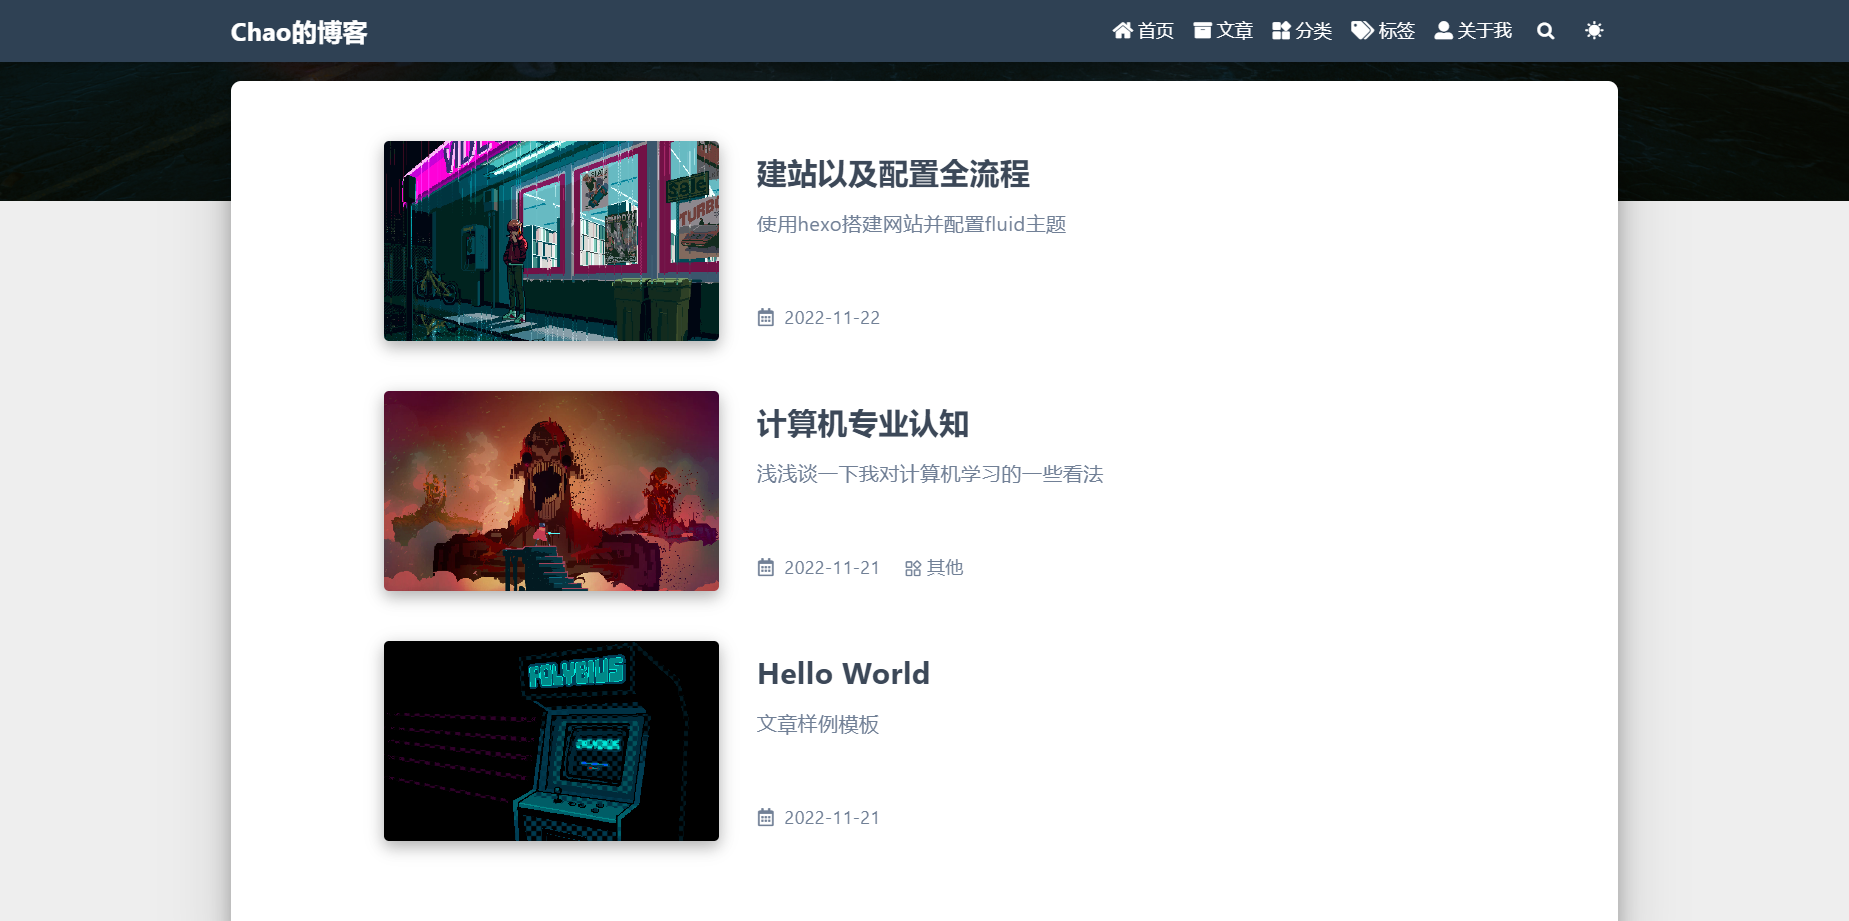 Chao的博客
首页 文章 分类 标签 关于我
VIDE
sale
TURBO
建站以及配置全流程
使用hexo搭建网站并配置fluid主题
2022-11-22
计算机专业认知
浅浅谈一下我对计算机学习的一些看法
2022-11-21 其他
POLYBIUS
Hello World
文章样例模板
2022-11-21